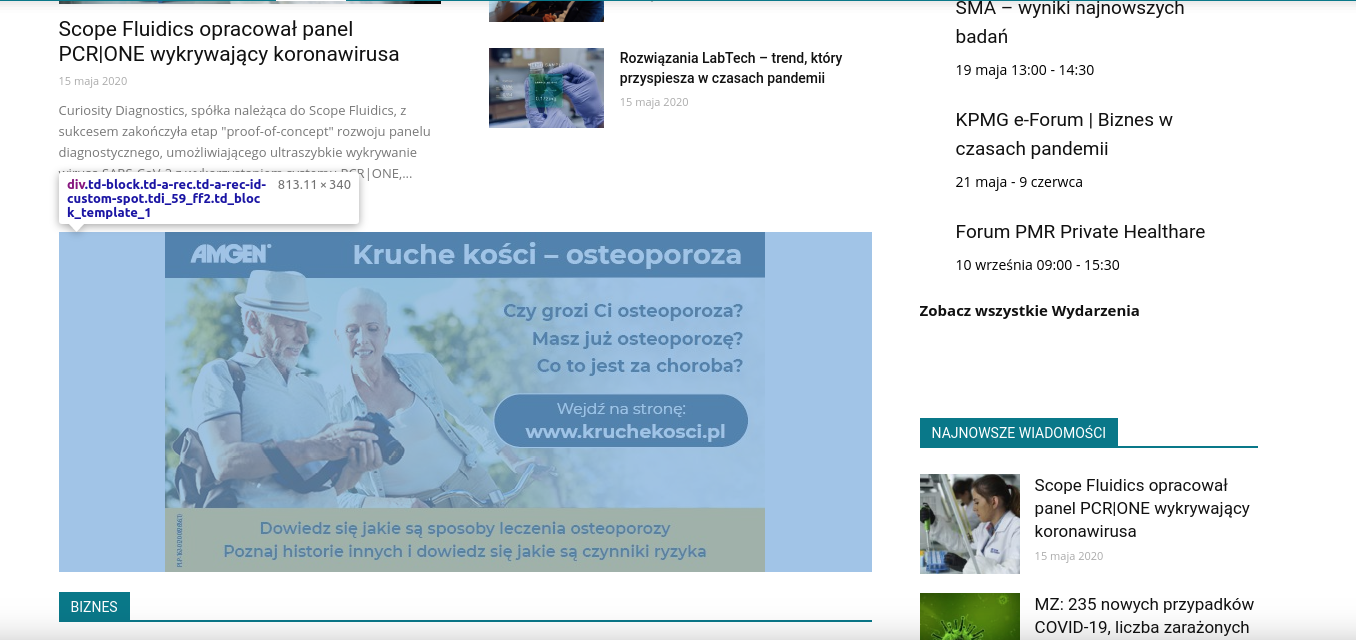 Scope Fluidics opracował panel
PCR|ONE wykrywający koronawirusa
15 maja 2020
Curiosity Diagnostics, spółka należąca do Scope Fluidics, z
sukcesem zakończyła etap "proof-of-concept" rozwoju panelu
diagnostycznego, umożliwiającego ultraszybkie wykrywanie
PCR|ONE,...
div.td-block.td-a-rec.td-a-rec-id-
custom-spot.tdi_59_ff2.td_bloc
k_template_1
813.11 × 340
Rozwiązania LabTech – trend, który
przyspiesza w czasach pandemii
15 maja 2020
AMGEN®
Kruche kości – osteoporoza
Czy grozi Ci osteoporoza?
Masz już osteoporozę?
Co to jest za choroba?
Wejdź na stronę:
www.kruchekosci.pl
Dowiedz się jakie są sposoby leczenia osteoporozy
Poznaj historie innych i dowiedz się jakie są czynniki ryzyka
BIZNES
SMA – wyniki najnowszych
badań
19 maja 13:00 - 14:30
KPMG e-Forum | Biznes w
czasach pandemii
21 maja - 9 czerwca
Forum PMR Private Healthare
10 września 09:00 - 15:30
Zobacz wszystkie Wydarzenia
NAJNOWSZE WIADOMOŚCI
Scope Fluidics opracował
panel PCR|ONE wykrywający
koronawirusa
15 maja 2020
MZ: 235 nowych przypadków
COVID-19, liczba zarażonych